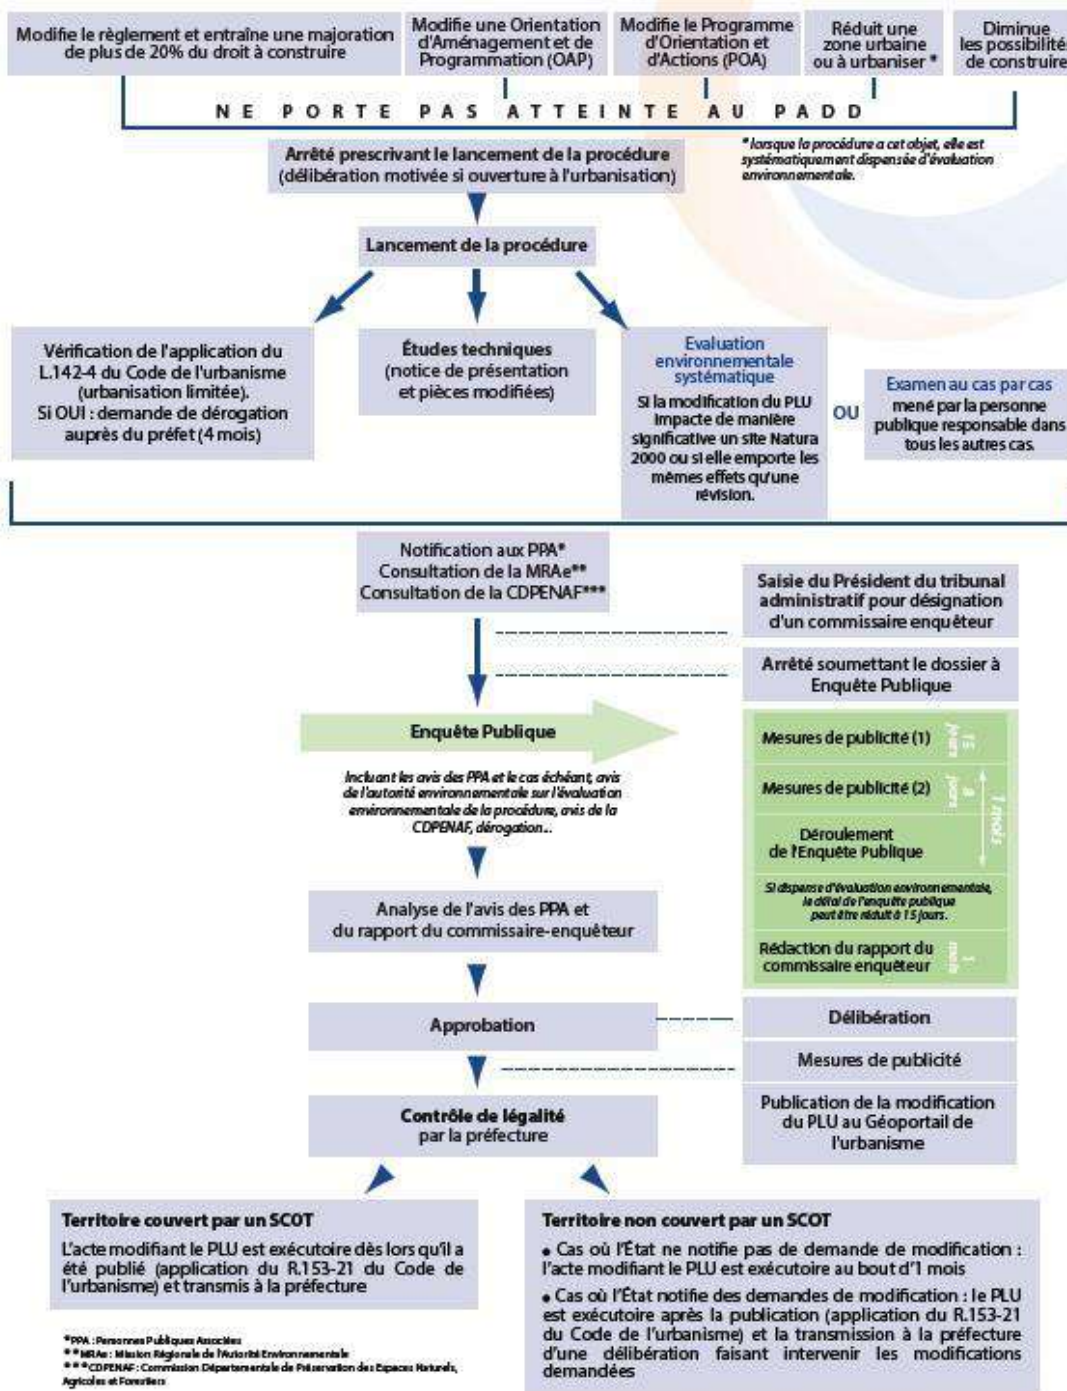 Modifie le règlement et entraîne une majoration
de plus de 20% du droit à construire
Modifie une Orientation
d'Aménagement et de
Programmation (OAP)
Modifie le Programme
d'Orientation et
d'Actions (POA)
Réduit une
zone urbaine
ou à urbaniser *
Diminue
les possibilités
de construire
NE PORTE PAS ATTEINTE AU PADD
* lorsque la procédure a cet objet, elle est
systématiquement dispensée d'évaluation
environnementale.
Arrêté prescrivant le lancement de la procédure
(délibération motivée si ouverture à l'urbanisation)
Lancement de la procédure
Vérification de l'application du
L.142-4 du Code de l'urbanisme
(urbanisation limitée).
Si OUI : demande de dérogation
auprès du préfet (4 mois)
Études techniques
(notice de présentation
et pièces modifiées)
Evaluation
environnementale
systématique
Si la modification du PLU
impacte de manière
significative un site Natura
2000 ou si elle emporte les
mêmes effets qu'une
révision.
OU
Examen au cas par cas
mené par la personne
publique responsable dans
tous les autres cas.
Notification aux PPA*
Consultation de la MRAe**
Consultation de la CDPENAF***
Saisie du Président du tribunal
administratif pour désignation
d'un commissaire enquêteur
Arrêté soumettant le dossier à
Enquête Publique
Enquête Publique
Incluant les avis des PPA et le cas échéant, avis
de l'autorité environnementale sur l'évaluation
environnementale de la procédure, avis de la
CDPENAF, dérogation...
Mesures de publicité (1)
15
jours
Mesures de publicité (2)
8
jours
1 mois
Déroulement
de l'Enquête Publique
Si dispense d'évaluation environnementale,
le délai de l'enquête publique
peut être réduit à 15 jours.
Rédaction du rapport du
commissaire enquêteur
1
mois
Analyse de l'avis des PPA et
du rapport du commissaire-enquêteur
Approbation
Délibération
Mesures de publicité
Publication de la modification
du PLU au Géoportail de
l'urbanisme
Contrôle de légalité
par la préfecture
Territoire couvert par un SCOT
L'acte modifiant le PLU est exécutoire dès lors qu'il a
été publié (application du R.153-21 du Code de
l'urbanisme) et transmis à la préfecture
Territoire non couvert par un SCOT
• Cas où l'État ne notifie pas de demande de modification :
l'acte modifiant le PLU est exécutoire au bout d'1 mois
• Cas où l'État notifie des demandes de modification : le PLU
est exécutoire après la publication (application du R.153-21
du Code de l'urbanisme) et la transmission à la préfecture
d'une délibération faisant intervenir les modifications
demandées
*PPA : Personnes Publiques Associées
**MRAe : Mission Régionale de l'Autorité Environnementale
***CDPENAF : Commission Départementale de Préservation des Espaces Naturels,
Agricoles et Forestiers